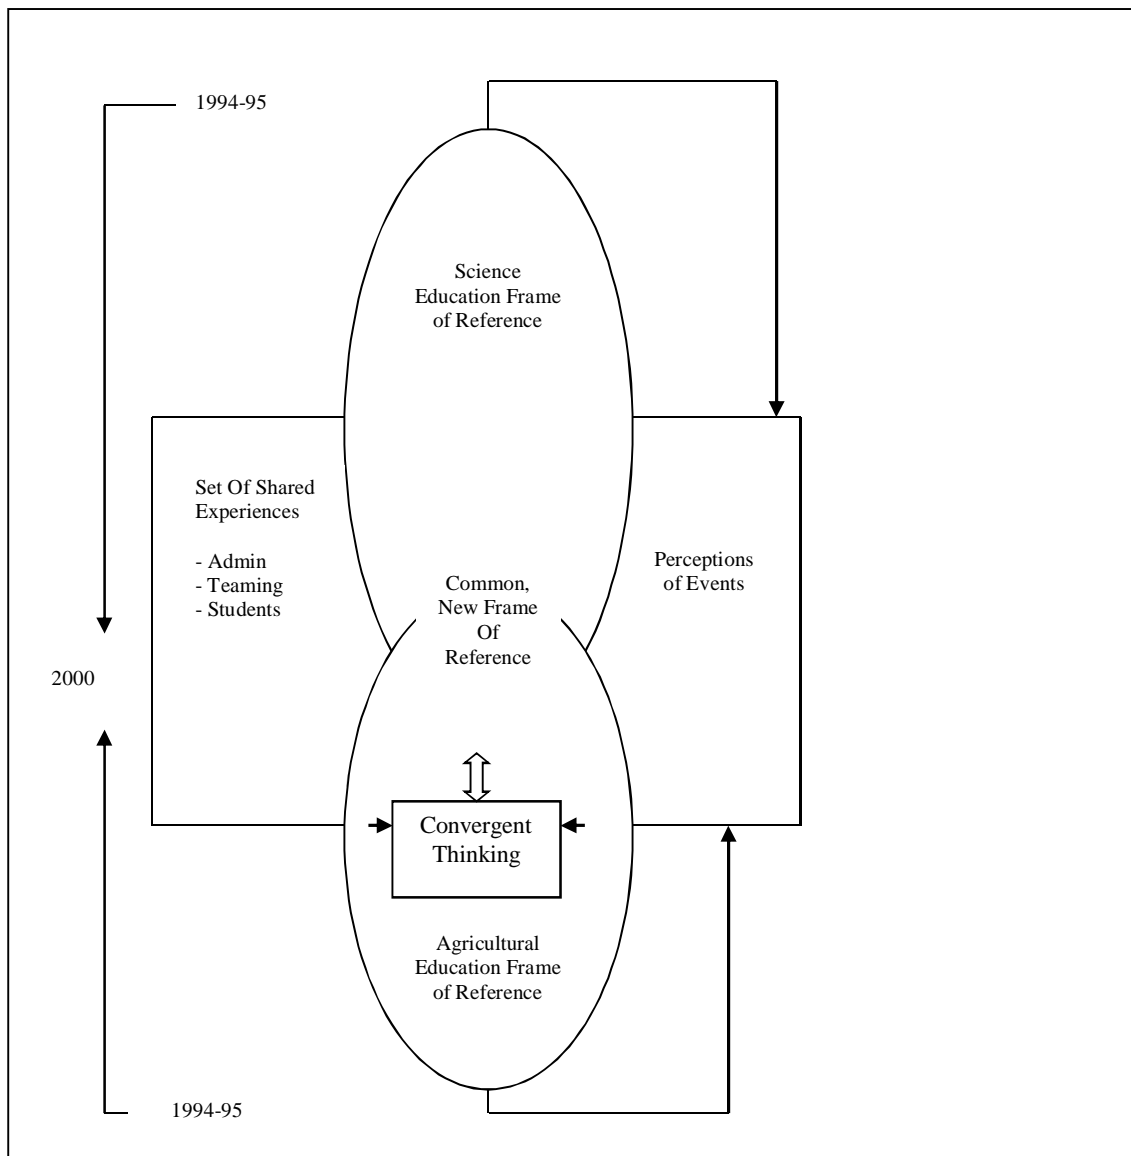 1994-95
Science
Education Frame
of Reference
Set Of Shared
Experiences
- Admin
- Teaming
- Students
Perceptions
of Events
Common,
New Frame
Of
Reference
2000
Convergent
Thinking
Agricultural
Education Frame
of Reference
1994-95